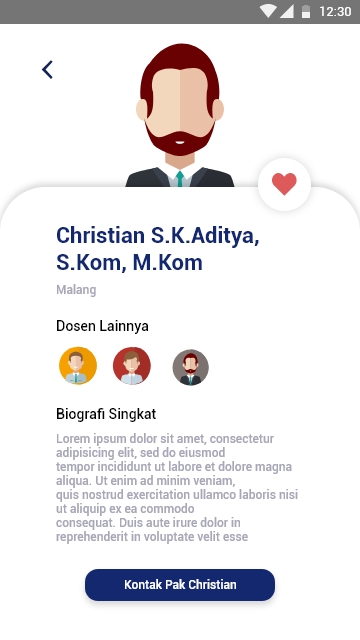 12:30
Christian S.K.Aditya,
S.Kom, M.Kom
Malang
Dosen Lainnya
Biografi Singkat
Lorem ipsum dolor sit amet, consectetur
adipisicing elit, sed do eiusmod
tempor incididunt ut labore et dolore magna
aliqua. Ut enim ad minim veniam,
quis nostrud exercitation ullamco laboris nisi
ut aliquip ex ea commodo
consequat. Duis aute irure dolor in
reprehenderit in voluptate velit esse
Kontak Pak Christian